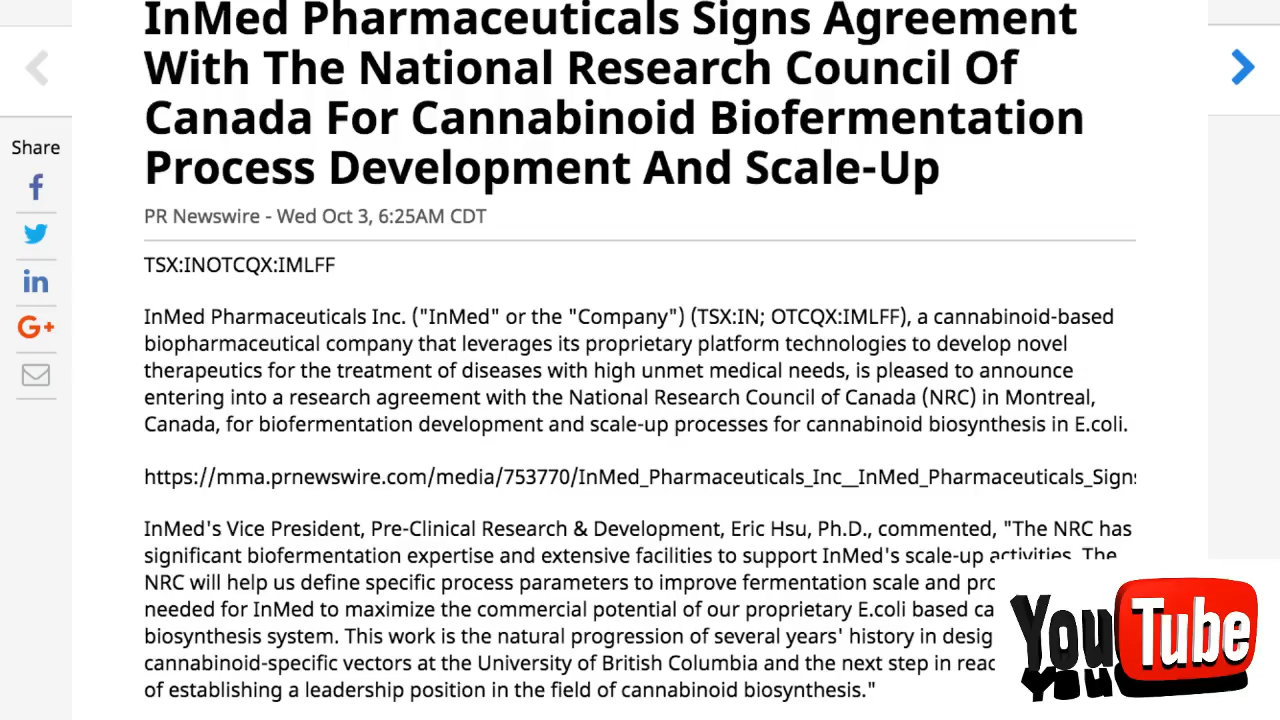 InMed Pharmaceuticals Signs Agreement
With The National Research Council Of
Canada For Cannabinoid Biofermentation
Process Development And Scale-Up
Share
PR Newswire - Wed Oct 3, 6:25AM CDT
TSX:INOTCQX:IMLFF
InMed Pharmaceuticals Inc. ("InMed" or the "Company") (TSX:IN; OTCQX:IMLFF), a cannabinoid-based
biopharmaceutical company that leverages its proprietary platform technologies to develop novel
therapeutics for the treatment of diseases with high unmet medical needs, is pleased to announce
entering into a research agreement with the National Research Council of Canada (NRC) in Montreal,
Canada, for biofermentation development and scale-up processes for cannabinoid biosynthesis in E.coli.
https://mma.prnewswire.com/media/753770/InMed_Pharmaceuticals_Inc__InMed_Pharmaceuticals_Signs
InMed's Vice President, Pre-Clinical Research & Development, Eric Hsu, Ph.D., commented, "The NRC has
significant biofermentation expertise and extensive facilities to support InMed's scale-up activities. The
NRC will help us define specific process parameters to improve fermentation scale and
needed for InMed to maximize the commercial potential of our proprietary E.coli based
biosynthesis system. This work is the natural progression of several years' history in
cannabinoid-specific vectors at the University of British Columbia and the next step in
of establishing a leadership position in the field of cannabinoid biosynthesis."
YouTube